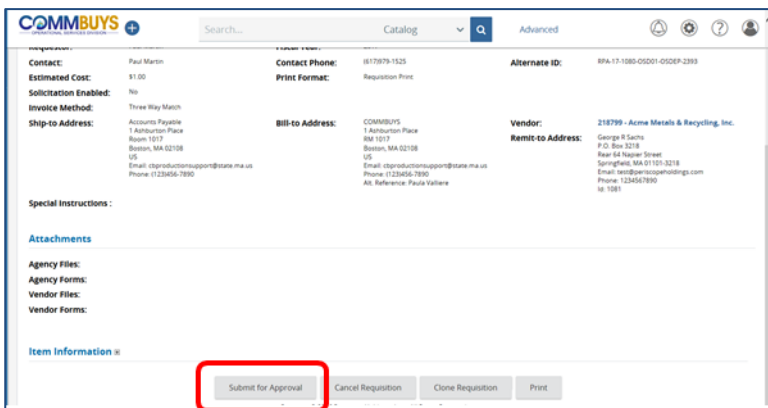 COMMBUYS
OPERATIONAL SERVICES DIVISION
Search... Catalog Advanced
Requestor: Fiscal Year:
Contact: Paul Martin Contact Phone: (617)979-1525 Alternate ID: RPA-17-1080-OSD01-OSDEP-2393
Estimated Cost: $1.00 Print Format: Requisition Print
Solicitation Enabled: No
Invoice Method: Three Way Match
Ship-to Address: Accounts Payable
1 Ashburton Place
Room 1017
Boston, MA 02108
US
Email: cbproductionsupport@state.ma.us
Phone: (123)456-7890
Bill-to Address: COMMBUYS
1 Ashburton Place
RM 1017
Boston, MA 02108
US
Email: cbproductionsupport@state.ma.us
Phone: (123)456-7890
Alt. Reference: Paula Valliere
Vendor: 218799 - Acme Metals & Recycling, Inc.
Remit-to Address: George R Sachs
P.O. Box 3218
Rear 64 Napier Street
Springfield, MA 01101-3218
Email: test@periscopeholdings.com
Phone: 1234567890
Id: 1081
Special Instructions :
Attachments
Agency Files:
Agency Forms:
Vendor Files:
Vendor Forms:
Item Information
Submit for Approval Cancel Requisition Clone Requisition Print